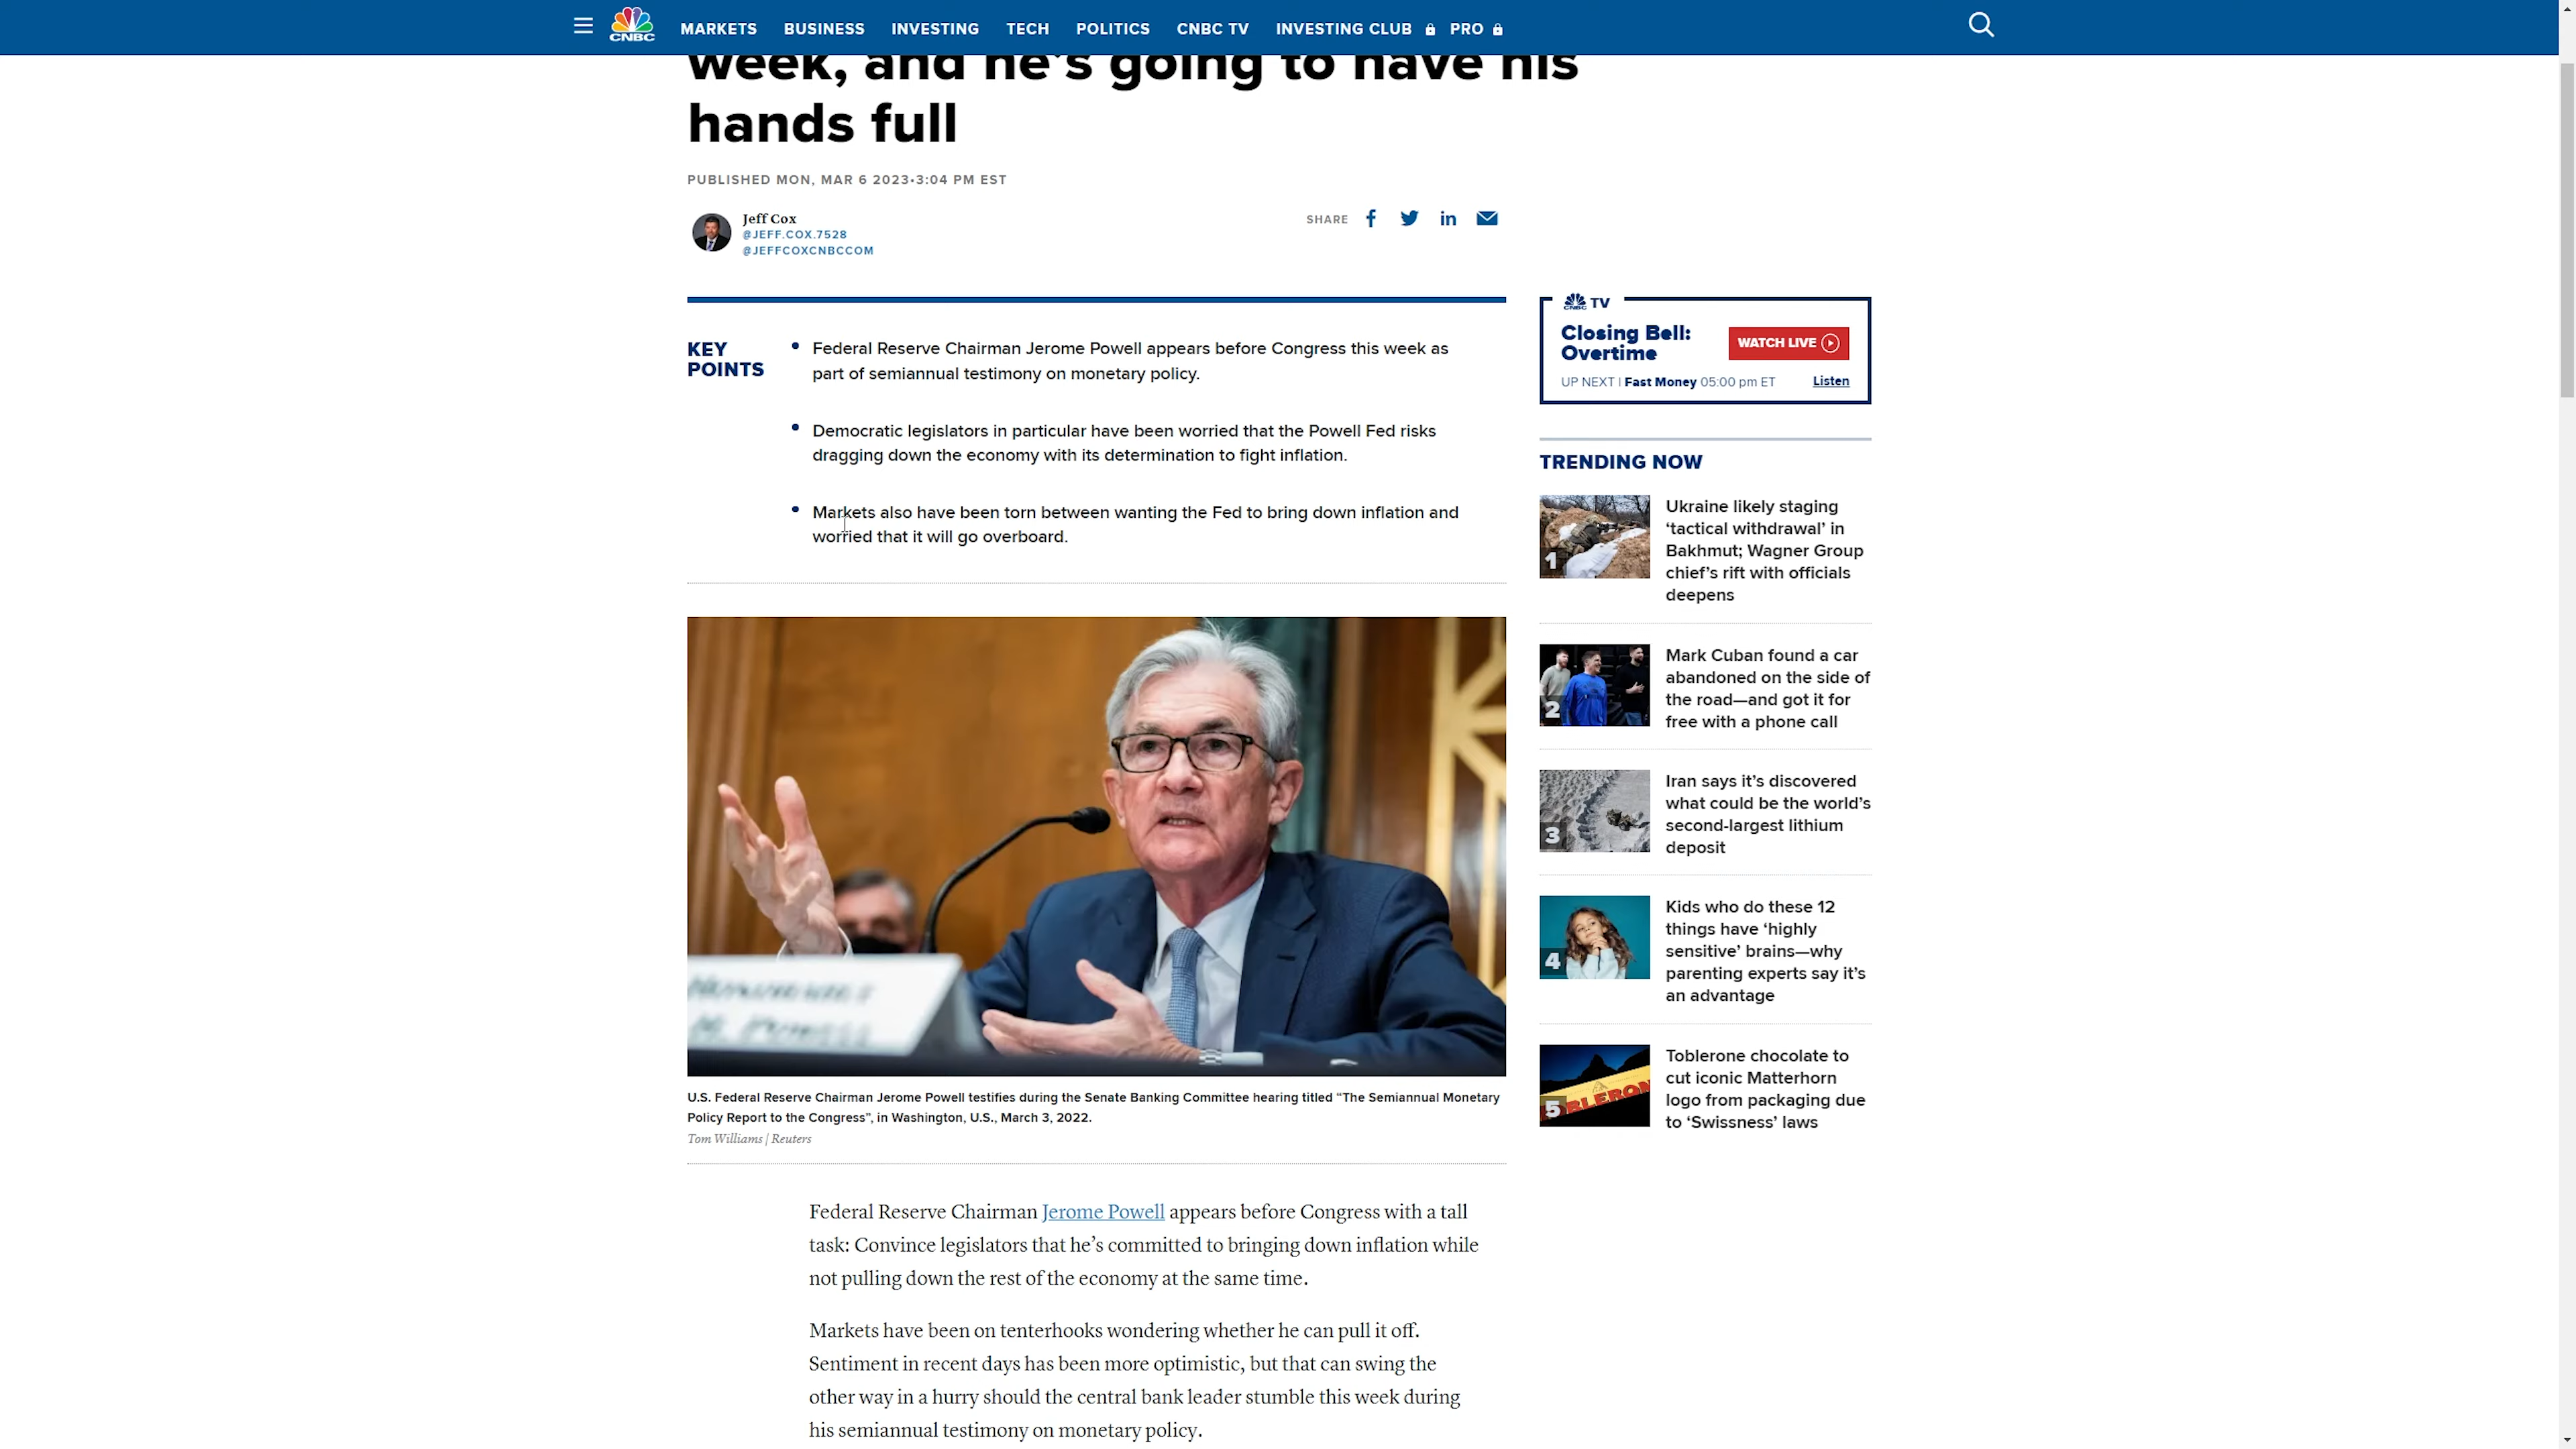 CNBC
MARKETS BUSINESS INVESTING TECH POLITICS CNBC TV INVESTING CLUB PRO
week, and he's going to have his
hands full
PUBLISHED MON, MAR 6 2023•3:04 PM EST
Jeff Cox
@JEFF.COX.7528
@JEFFCOXCNBCCOM
SHARE
KEY
POINTS
Federal Reserve Chairman Jerome Powell appears before Congress this week as
part of semiannual testimony on monetary policy.
Democratic legislators in particular have been worried that the Powell Fed risks
dragging down the economy with its determination to fight inflation.
Markets also have been torn between wanting the Fed to bring down inflation and
worried that it will go overboard.
U.S. Federal Reserve Chairman Jerome Powell testifies during the Senate Banking Committee hearing titled “The Semiannual Monetary
Policy Report to the Congress”, in Washington, U.S., March 3, 2022.
Tom Williams | Reuters
Federal Reserve Chairman Jerome Powell appears before Congress with a tall
task: Convince legislators that he’s committed to bringing down inflation while
not pulling down the rest of the economy at the same time.
Markets have been on tenterhooks wondering whether he can pull it off.
Sentiment in recent days has been more optimistic, but that can swing the
other way in a hurry should the central bank leader stumble this week during
his semiannual testimony on monetary policy.
CNBC TV
Closing Bell:
Overtime
WATCH LIVE
UP NEXT | Fast Money 05:00 pm ET Listen
TRENDING NOW
1
Ukraine likely staging
‘tactical withdrawal’ in
Bakhmut; Wagner Group
chief’s rift with officials
deepens
2
Mark Cuban found a car
abandoned on the side of
the road—and got it for
free with a phone call
3
Iran says it’s discovered
what could be the world’s
second-largest lithium
deposit
4
Kids who do these 12
things have ‘highly
sensitive’ brains—why
parenting experts say it’s
an advantage
5
Toblerone chocolate to
cut iconic Matterhorn
logo from packaging due
to ‘Swissness’ laws